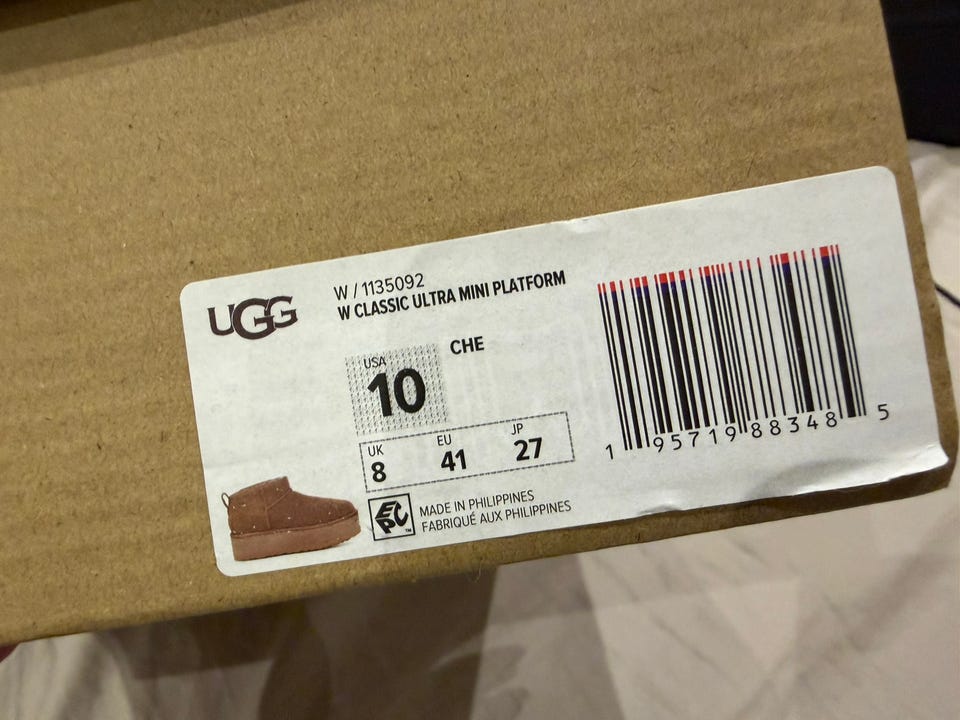 UGG
W / 1135092
W CLASSIC ULTRA MINI PLATFORM
CHE
USA
10
UK EU JP
8 41 27
EPC™
MADE IN PHILIPPINES
FABRIQUÉ AUX PHILIPPINES
1 95719 88348 5